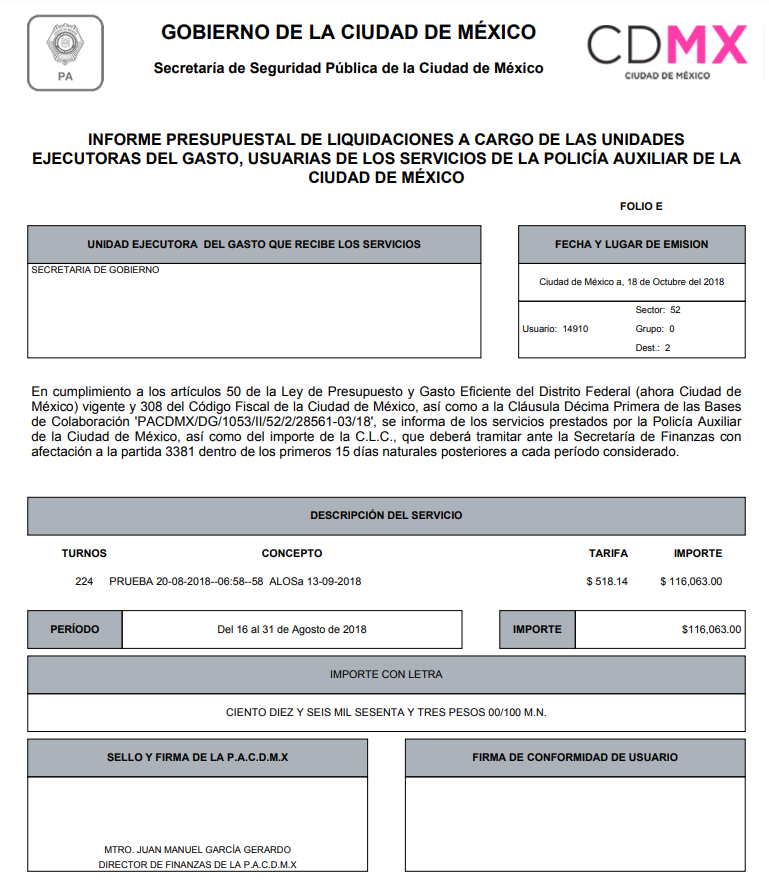 PA
GOBIERNO DE LA CIUDAD DE MÉXICO
Secretaría de Seguridad Pública de la Ciudad de México
CDMX
CIUDAD DE MÉXICO
INFORME PRESUPUESTAL DE LIQUIDACIONES A CARGO DE LAS UNIDADES
EJECUTORAS DEL GASTO, USUARIAS DE LOS SERVICIOS DE LA POLICÍA AUXILIAR DE LA
CIUDAD DE MÉXICO
FOLIO E
UNIDAD EJECUTORA DEL GASTO QUE RECIBE LOS SERVICIOS
SECRETARIA DE GOBIERNO
FECHA Y LUGAR DE EMISION
Ciudad de México a, 18 de Octubre del 2018
Sector: 52
Usuario: 14910 Grupo: 0
Dest.: 2
En cumplimiento a los artículos 50 de la Ley de Presupuesto y Gasto Eficiente del Distrito Federal (ahora Ciudad de
México) vigente y 308 del Código Fiscal de la Ciudad de México, así como a la Cláusula Décima Primera de las Bases
de Colaboración 'PACDMX/DG/1053/II/52/2/28561-03/18', se informa de los servicios prestados por la Policía Auxiliar
de la Ciudad de México, así como del importe de la C.L.C., que deberá tramitar ante la Secretaría de Finanzas con
afectación a la partida 3381 dentro de los primeros 15 días naturales posteriores a cada período considerado.
DESCRIPCIÓN DEL SERVICIO
TURNOS CONCEPTO TARIFA IMPORTE
224 PRUEBA 20-08-2018--06:58--58 ALOSa 13-09-2018 $ 518.14 $ 116,063.00
PERÍODO Del 16 al 31 de Agosto de 2018 IMPORTE $116,063.00
IMPORTE CON LETRA
CIENTO DIEZ Y SEIS MIL SESENTA Y TRES PESOS 00/100 M.N.
SELLO Y FIRMA DE LA P.A.C.D.M.X
MTRO. JUAN MANUEL GARCÍA GERARDO
DIRECTOR DE FINANZAS DE LA P.A.C.D.M.X
FIRMA DE CONFORMIDAD DE USUARIO